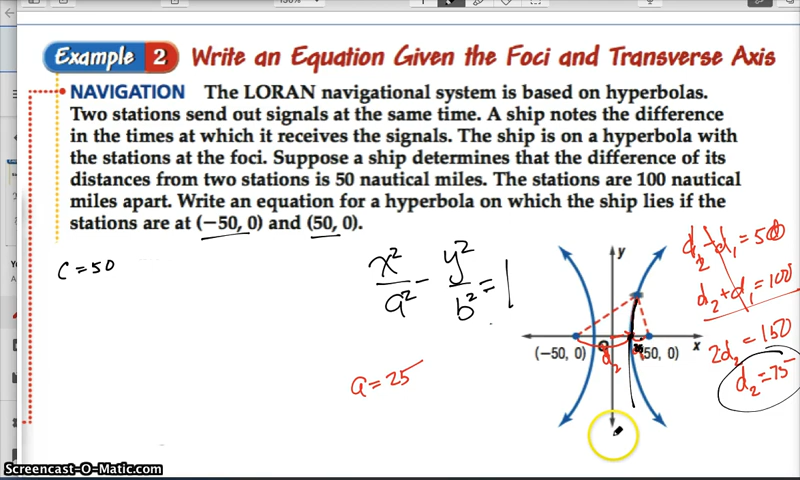 Example 2 Write an Equation Given the Foci and Transverse Axis
NAVIGATION The LORAN navigational system is based on hyperbolas.
Two stations send out signals at the same time. A ship notes the difference
in the times at which it receives the signals. The ship is on a hyperbola with
the stations at the foci. Suppose a ship determines that the difference of its
distances from two stations is 50 nautical miles. The stations are 100 nautical
miles apart. Write an equation for a hyperbola on which the ship lies if the
stations are at (−50, 0) and (50, 0).
c = 50
x²/a² − y²/b² = 1
a = 25
y
(−50, 0)
50, 0)
x
d₂
d₂ − d₁ = 50
d₂ + d₁ = 100
2d₂ = 150
d₂ = 75
Screencast-O-Matic.com